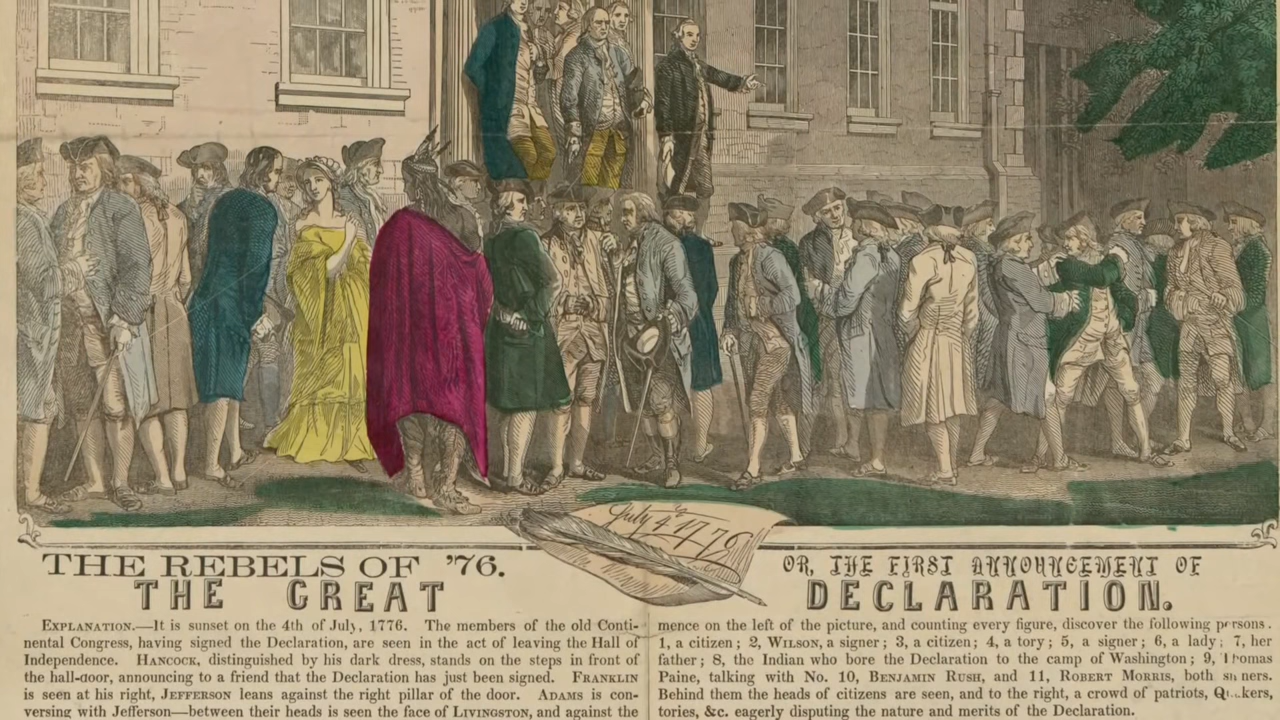 July 4 1776
THE REBELS OF '76.
THE GREAT
EXPLANATION.—It is sunset on the 4th of July, 1776. The members of the old Conti-
nental Congress, having signed the Declaration, are seen in the act of leaving the Hall of
Independence. HANCOCK, distinguished by his dark dress, stands on the steps in front of
the hall-door, announcing to a friend that the Declaration has just been signed. FRANKLIN
is seen at his right, JEFFERSON leans against the right pillar of the door. ADAMS is con-
versing with Jefferson—between their heads is seen the face of LIVINGSTON, and against the
OR, THE FIRST ANNOUNCEMENT OF
DECLARATION.
mence on the left of the picture, and counting every figure, discover the following persons.
1, a citizen; 2, WILSON, a signer; 3, a citizen; 4, a tory; 5, a signer; 6, a lady; 7, her
father; 8, the Indian who bore the Declaration to the camp of Washington; 9, Thomas
Paine, talking with No. 10, BENJAMIN RUSH, and 11, ROBERT MORRIS, both signers.
Behind them the heads of citizens are seen, and to the right, a crowd of patriots, Quakers,
tories, &c. eagerly disputing the nature and merits of the Declaration.